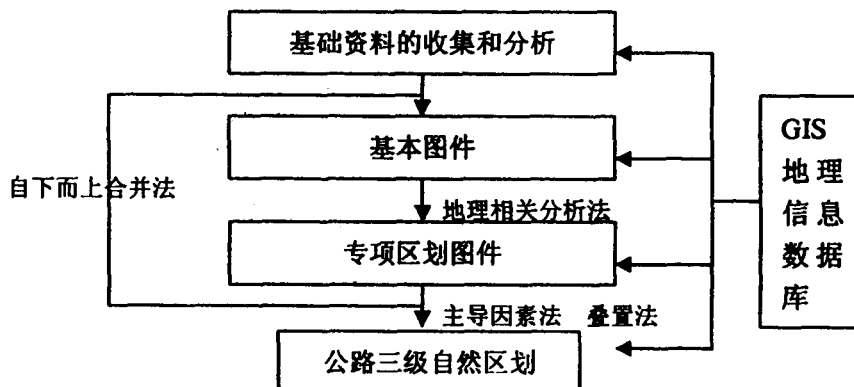 基础资料的收集和分析
基本图件
自下而上合并法
地理相关分析法
专项区划图件
主导因素法 叠置法
公路三级自然区划
GIS
地理
信息
数据
库